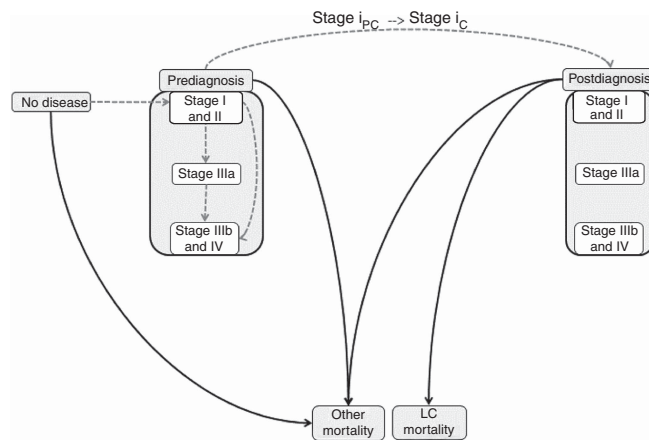 Stage i_PC --> Stage i_C
Prediagnosis
Postdiagnosis
No disease
Stage I
and II
Stage I
and II
Stage IIIa
Stage IIIa
Stage IIIb
and IV
Stage IIIb
and IV
Other
mortality
LC
mortality